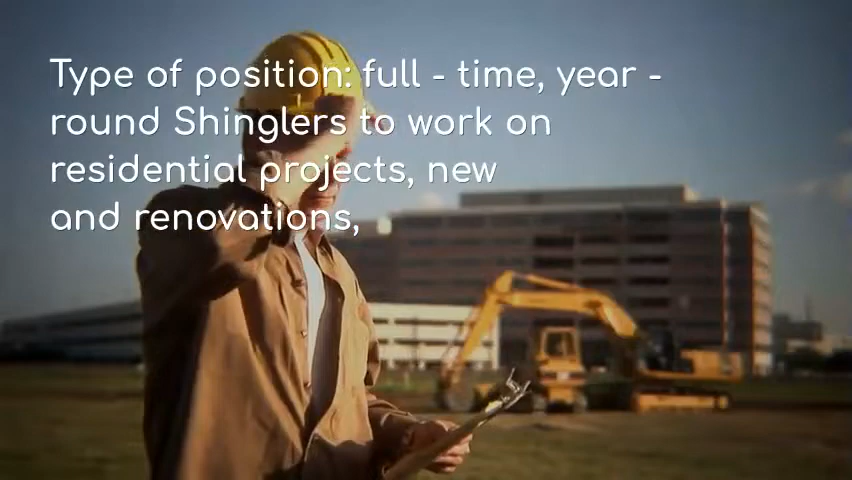 Type of position: full - time, year -
round Shinglers to work on
residential projects, new
and renovations,